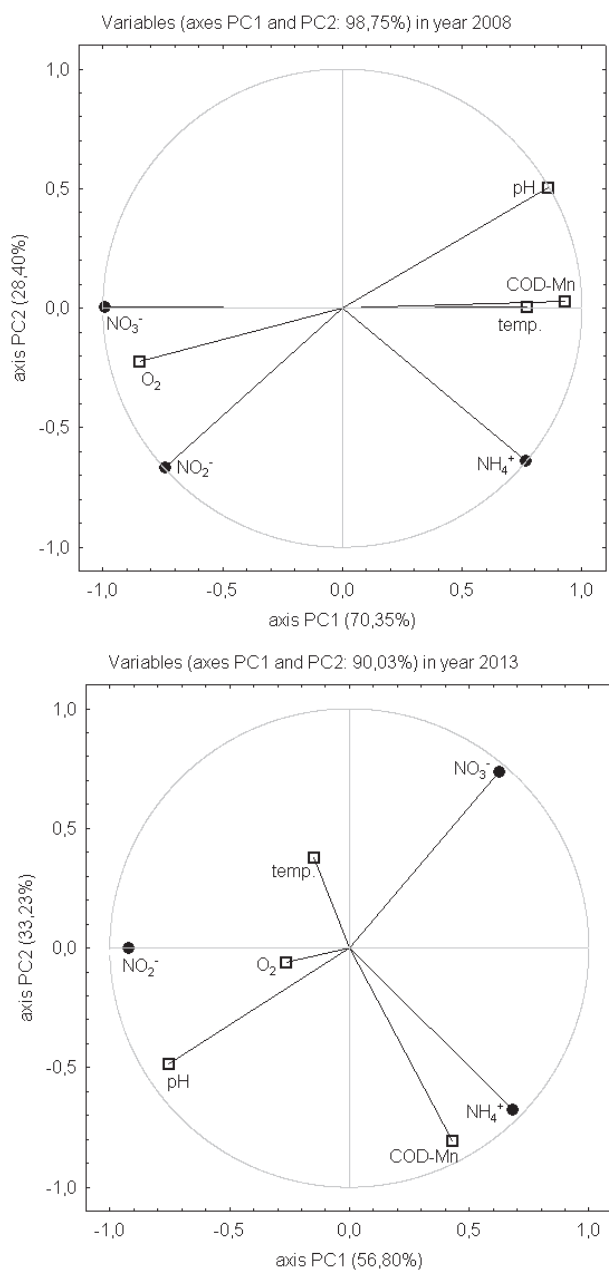 Variables (axes PC1 and PC2: 98,75%) in year 2008
1,0
0,5
0,0
-0,5
-1,0
axis PC2 (28,40%)
pH
COD-Mn
temp.
NO3-
O2
NO2-
NH4+
-1,0 -0,5 0,0 0,5 1,0
axis PC1 (70,35%)
Variables (axes PC1 and PC2: 90,03%) in year 2013
1,0
0,5
0,0
-0,5
-1,0
axis PC2 (33,23%)
NO3-
temp.
NO2-
O2
pH
NH4+
COD-Mn
-1,0 -0,5 0,0 0,5 1,0
axis PC1 (56,80%)